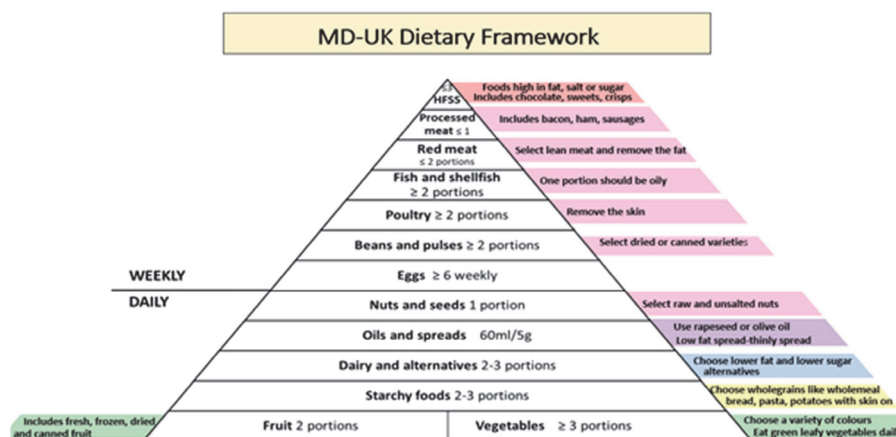 MD-UK Dietary Framework
HFSS
Foods high in fat, salt or sugar
Includes chocolate, sweets, crisps
Processed
meat ≤ 1
Includes bacon, ham, sausages
Red meat
≤ 2 portions
Select lean meat and remove the fat
Fish and shellfish
≥ 2 portions
One portion should be oily
Poultry ≥ 2 portions
Remove the skin
Beans and pulses ≥ 2 portions
Select dried or canned varieties
WEEKLY
Eggs ≥ 6 weekly
DAILY
Nuts and seeds 1 portion
Select raw and unsalted nuts
Oils and spreads 60ml/5g
Use rapeseed or olive oil
Low fat spread-thinly spread
Dairy and alternatives 2-3 portions
Choose lower fat and lower sugar
alternatives
Starchy foods 2-3 portions
Choose wholegrains like wholemeal
bread, pasta, potatoes with skin on
Includes fresh, frozen, dried
and canned fruit
Fruit 2 portions
Vegetables ≥ 3 portions
Choose a variety of colours
Eat green leafy vegetables dail